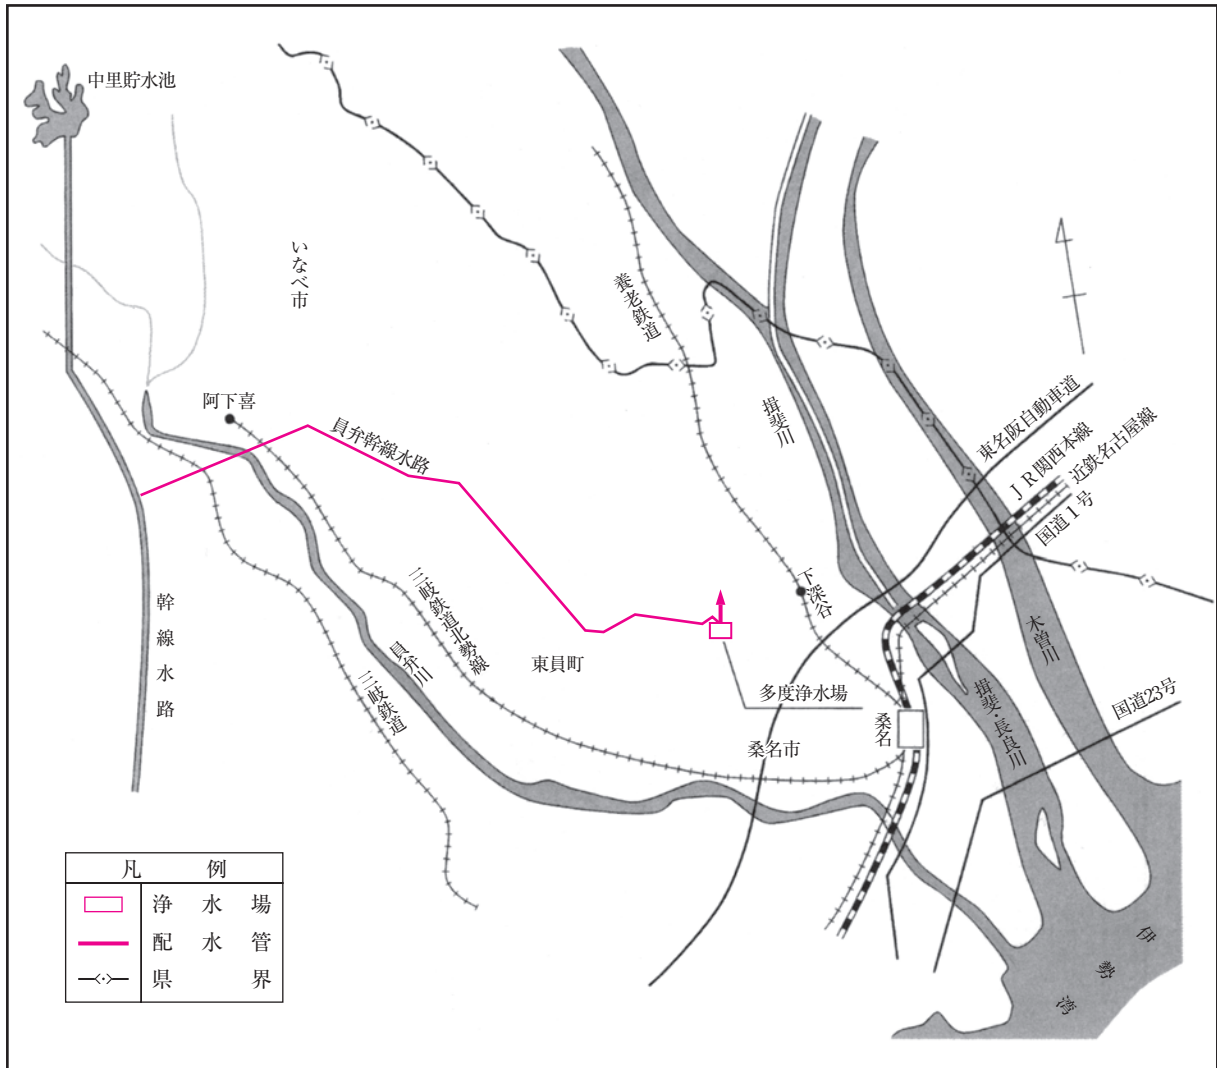 中里貯水池
いなべ市
養老鉄道
阿下喜
貝弁幹線水路
揖斐川
東名阪自動車道
JR関西本線
近鉄名古屋線
国道1号
下深谷
三岐鉄道北勢線
幹線水路
東員町
貝弁川
三岐鉄道
木曽川
多度浄水場
桑名
揖斐・長良川
国道23号
桑名市
凡例
浄水場
配水管
県界
伊勢湾